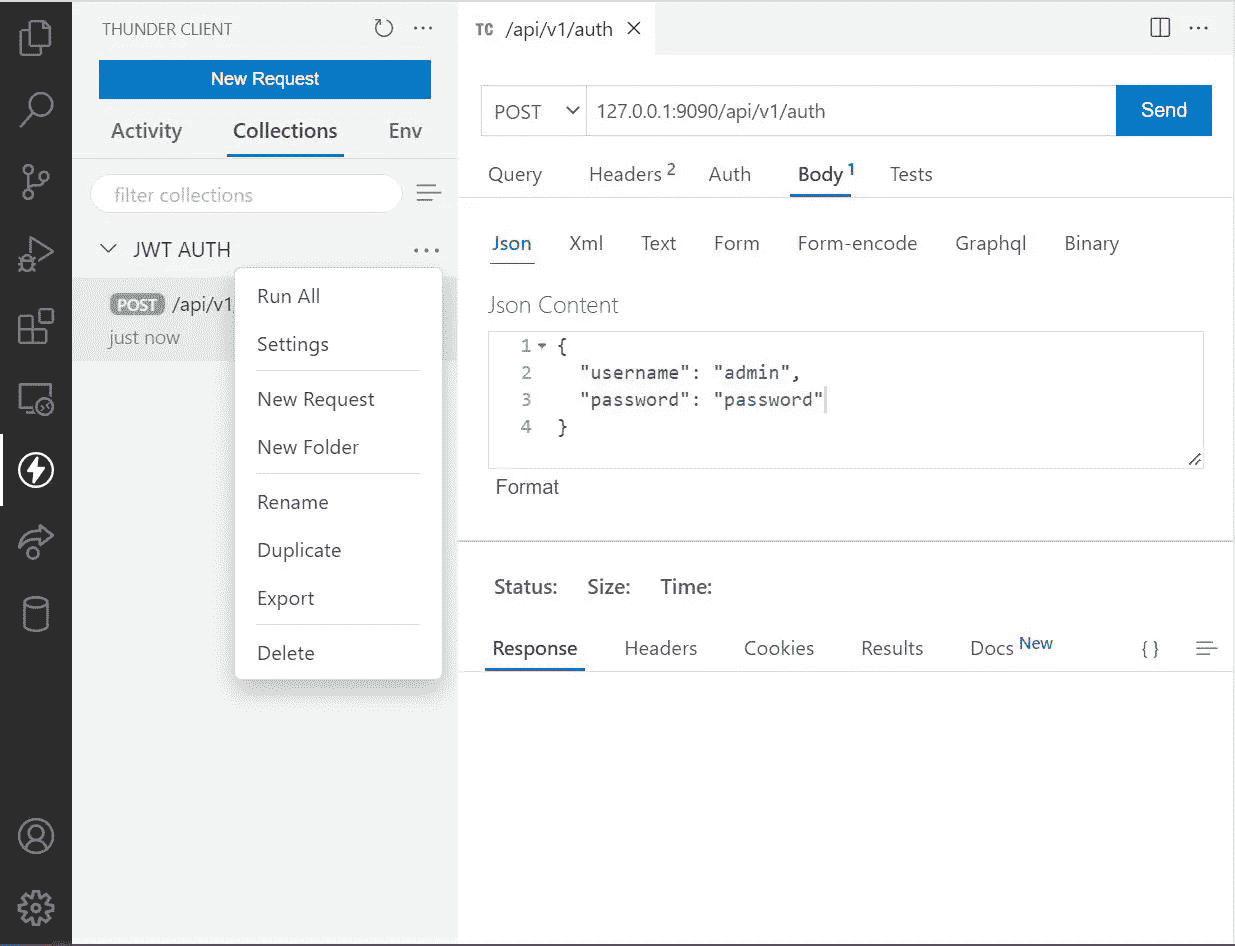 THUNDER CLIENT
New Request
Activity Collections Env
filter collections
JWT AUTH
POST /api/v1/
just now
Run All
Settings
New Request
New Folder
Rename
Duplicate
Export
Delete
TC /api/v1/auth
POST 127.0.0.1:9090/api/v1/auth Send
Query Headers 2 Auth Body 1 Tests
Json Xml Text Form Form-encode Graphql Binary
Json Content
1 {
2 "username": "admin",
3 "password": "password"
4 }
Format
Status: Size: Time:
Response Headers Cookies Results Docs New { }